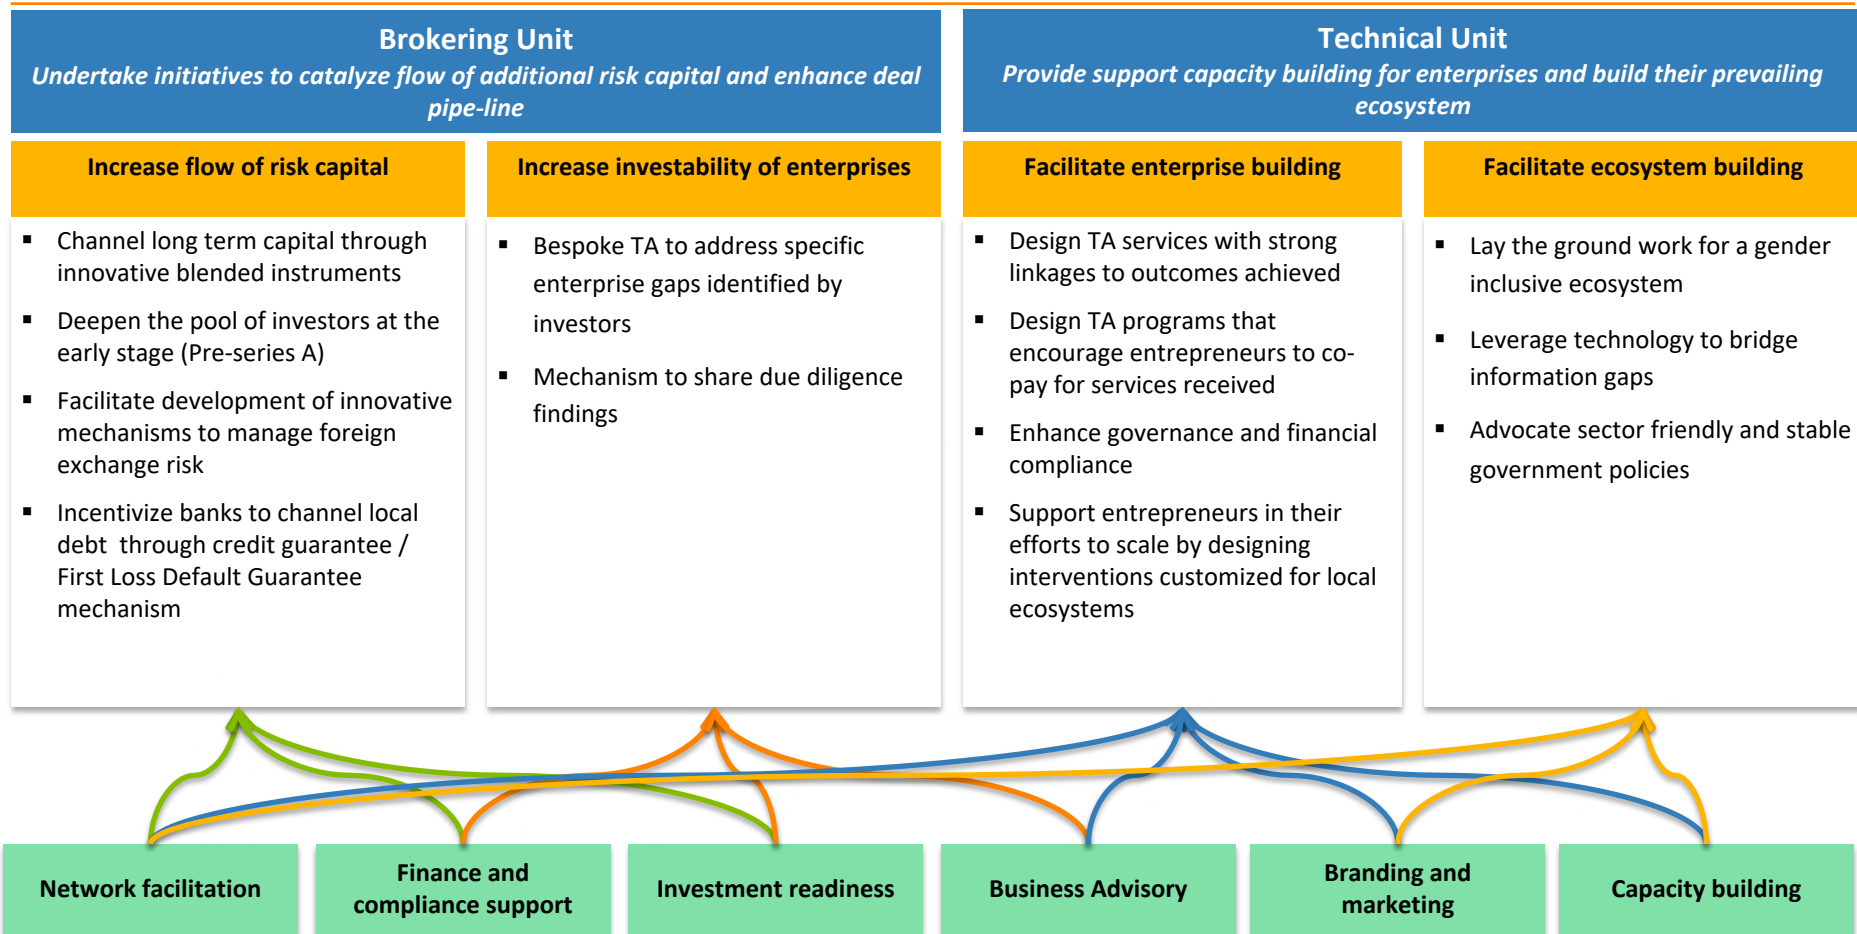 Brokering Unit
Undertake initiatives to catalyze flow of additional risk capital and enhance deal
pipe-line
Technical Unit
Provide support capacity building for enterprises and build their prevailing
ecosystem
Increase flow of risk capital
▪ Channel long term capital through
innovative blended instruments
▪ Deepen the pool of investors at the
early stage (Pre-series A)
▪ Facilitate development of innovative
mechanisms to manage foreign
exchange risk
▪ Incentivize banks to channel local
debt  through credit guarantee /
First Loss Default Guarantee
mechanism
Increase investability of enterprises
▪ Bespoke TA to address specific
enterprise gaps identified by
investors
▪ Mechanism to share due diligence
findings
Facilitate enterprise building
▪ Design TA services with strong
linkages to outcomes achieved
▪ Design TA programs that
encourage entrepreneurs to co-
pay for services received
▪ Enhance governance and financial
compliance
▪ Support entrepreneurs in their
efforts to scale by designing
interventions customized for local
ecosystems
Facilitate ecosystem building
▪ Lay the ground work for a gender
inclusive ecosystem
▪ Leverage technology to bridge
information gaps
▪ Advocate sector friendly and stable
government policies
Network facilitation
Finance and
compliance support
Investment readiness
Business Advisory
Branding and
marketing
Capacity building